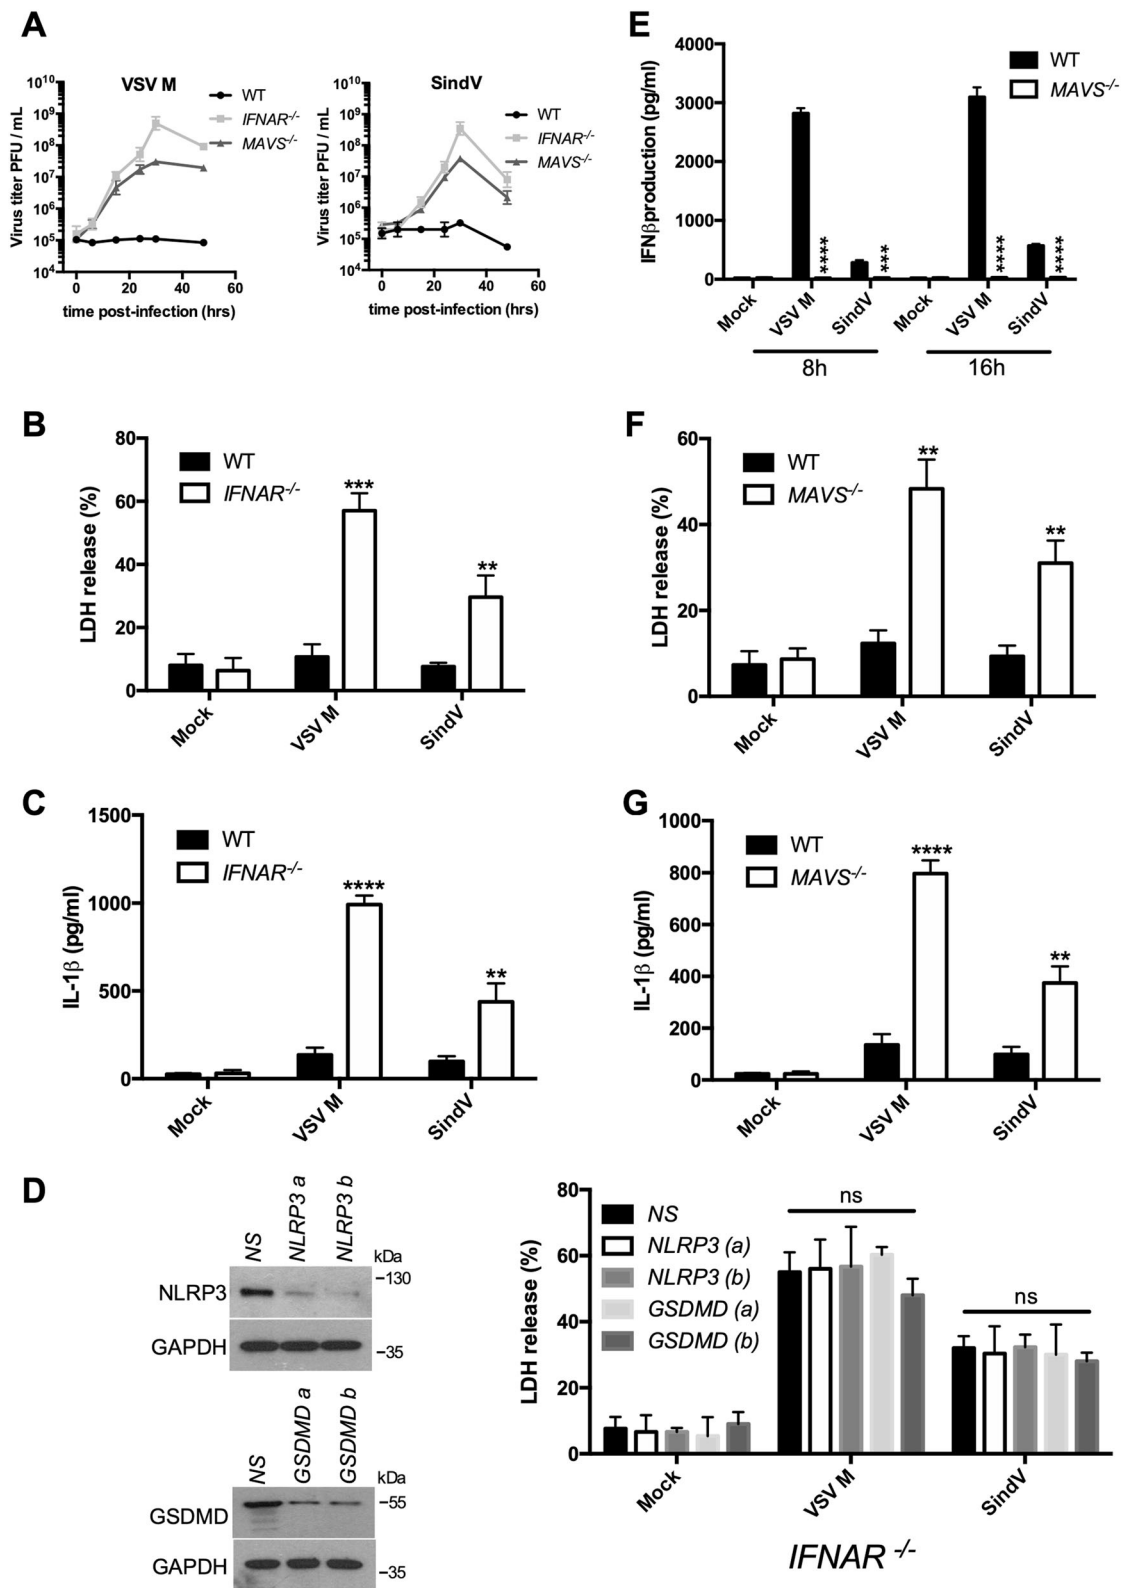 A
VSV M
WT
IFNAR-/-
MAVS-/-
Virus titer PFU / mL
10^10
10^9
10^8
10^7
10^6
10^5
10^4
0 20 40 60
time post-infection (hrs)
SindV
WT
IFNAR-/-
MAVS-/-
Virus titer PFU / mL
10^10
10^9
10^8
10^7
10^6
10^5
10^4
0 20 40 60
time post-infection (hrs)
E
WT
MAVS-/-
IFNβproduction (pg/ml)
4000
3000
2000
1000
0
**** *** **** ****
Mock VSV M SindV Mock VSV M SindV
8h 16h
B
WT
IFNAR-/-
LDH release (%)
80
60
40
20
0
*** **
Mock VSV M SindV
F
WT
MAVS-/-
LDH release (%)
60
40
20
0
** **
Mock VSV M SindV
C
WT
IFNAR-/-
IL-1β (pg/ml)
1500
1000
500
0
**** **
Mock VSV M SindV
G
WT
MAVS-/-
IL-1β (pg/ml)
1000
800
600
400
200
0
**** **
Mock VSV M SindV
D
NS NLRP3 a NLRP3 b
kDa
NLRP3 –130
GAPDH –35
NS GSDMD a GSDMD b
kDa
GSDMD –55
GAPDH –35
NS
NLRP3 (a)
NLRP3 (b)
GSDMD (a)
GSDMD (b)
LDH release (%)
80
60
40
20
0
ns ns
Mock VSV M SindV
IFNAR -/-